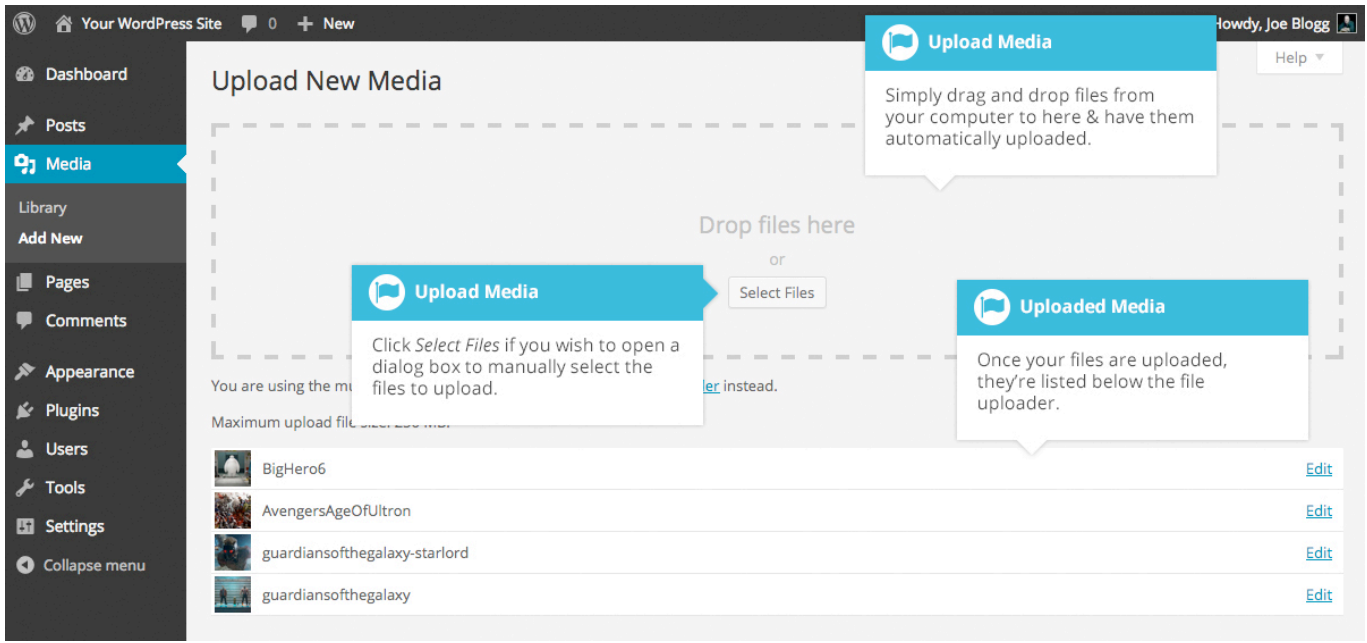 Your WordPress Site 0 + New
Howdy, Joe Blogg
Help
Dashboard
Posts
Media
Library
Add New
Pages
Comments
Appearance
Plugins
Users
Tools
Settings
Collapse menu
Upload New Media
Upload Media
Simply drag and drop files from
your computer to here & have them
automatically uploaded.
Drop files here
or
Select Files
Upload Media
Click Select Files if you wish to open a
dialog box to manually select the
files to upload.
Uploaded Media
Once your files are uploaded,
they’re listed below the file
uploader.
You are using the instead.
Maximum upload file size:
BigHero6 Edit
AvengersAgeOfUltron Edit
guardiansofthegalaxy-starlord Edit
guardiansofthegalaxy Edit